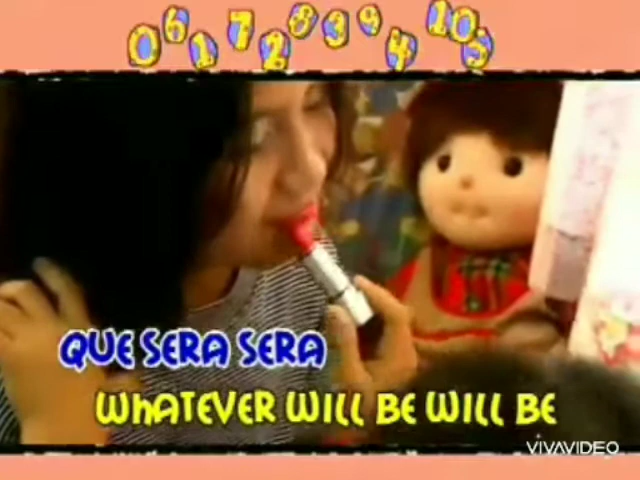 0 6 1 7 2 8 3 9 4 10 5
QUE SERA SERA
WHATEVER WILL BE WILL BE
VIVAVIDEO